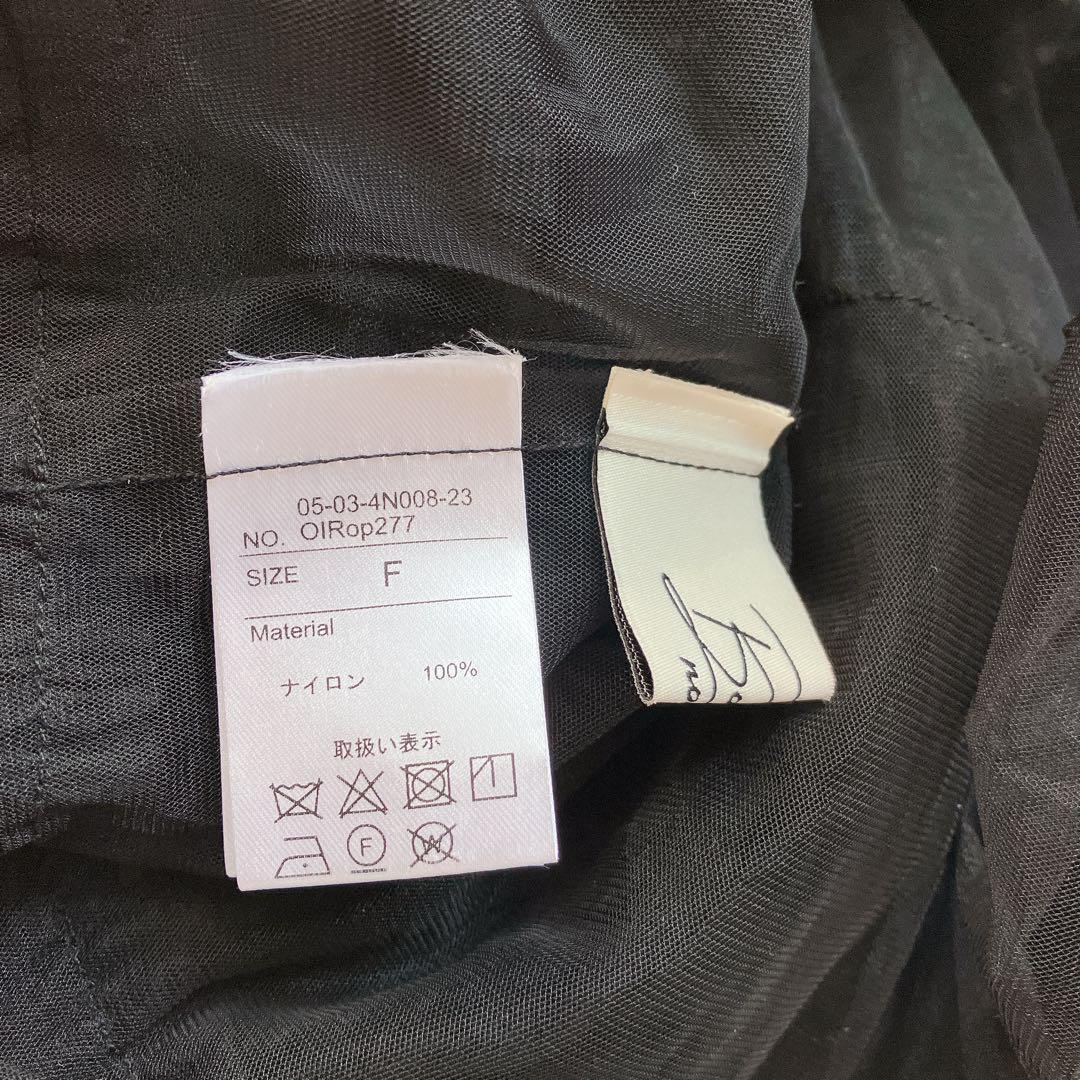 05-03-4N008-23
NO. OIRop277
SIZE F
Material
ナイロン 100%
取扱い表示
F
W